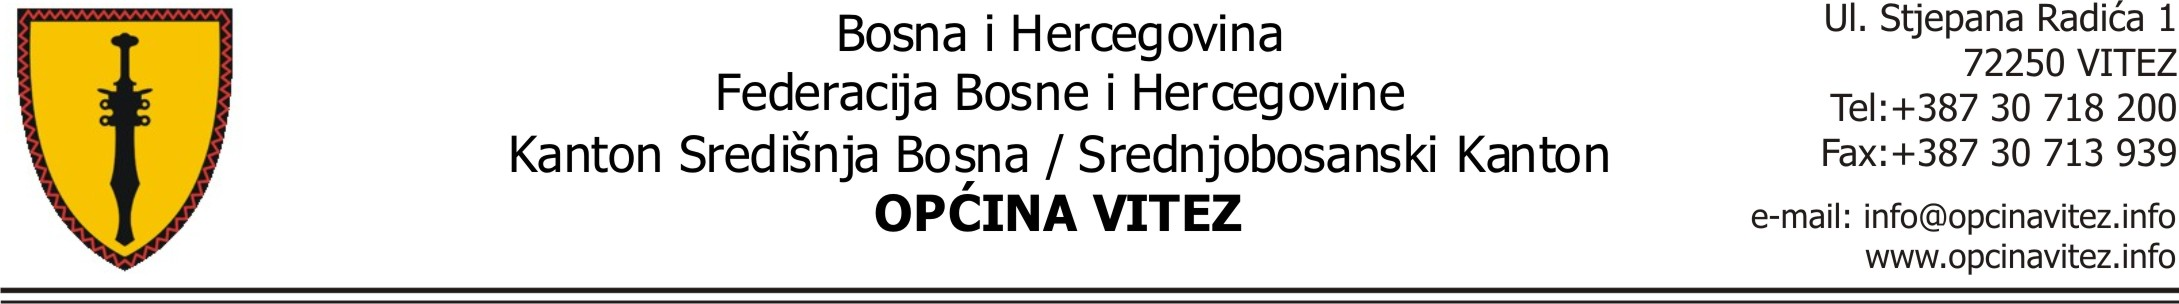 Bosna i Hercegovina
Federacija Bosne i Hercegovine
Kanton Središnja Bosna / Srednjobosanski Kanton
OPĆINA VITEZ
Ul. Stjepana Radića 1
72250 VITEZ
Tel:+387 30 718 200
Fax:+387 30 713 939
e-mail: info@opcinavitez.info
www.opcinavitez.info